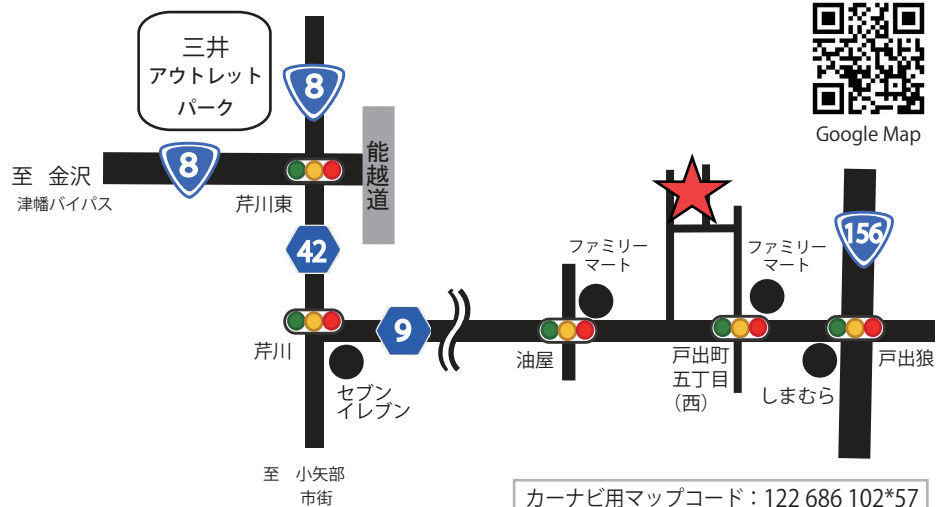 三井
アウトレット
パーク
8
Google Map
能越道
8
至 金沢
津幡バイパス
芹川東
42
156
ファミリー
マート
ファミリー
マート
9
芹川
油屋
戸出町
五丁目
（西）
戸出狼
しまむら
セブン
イレブン
至 小矢部
市街
カーナビ用マップコード：122 686 102*57